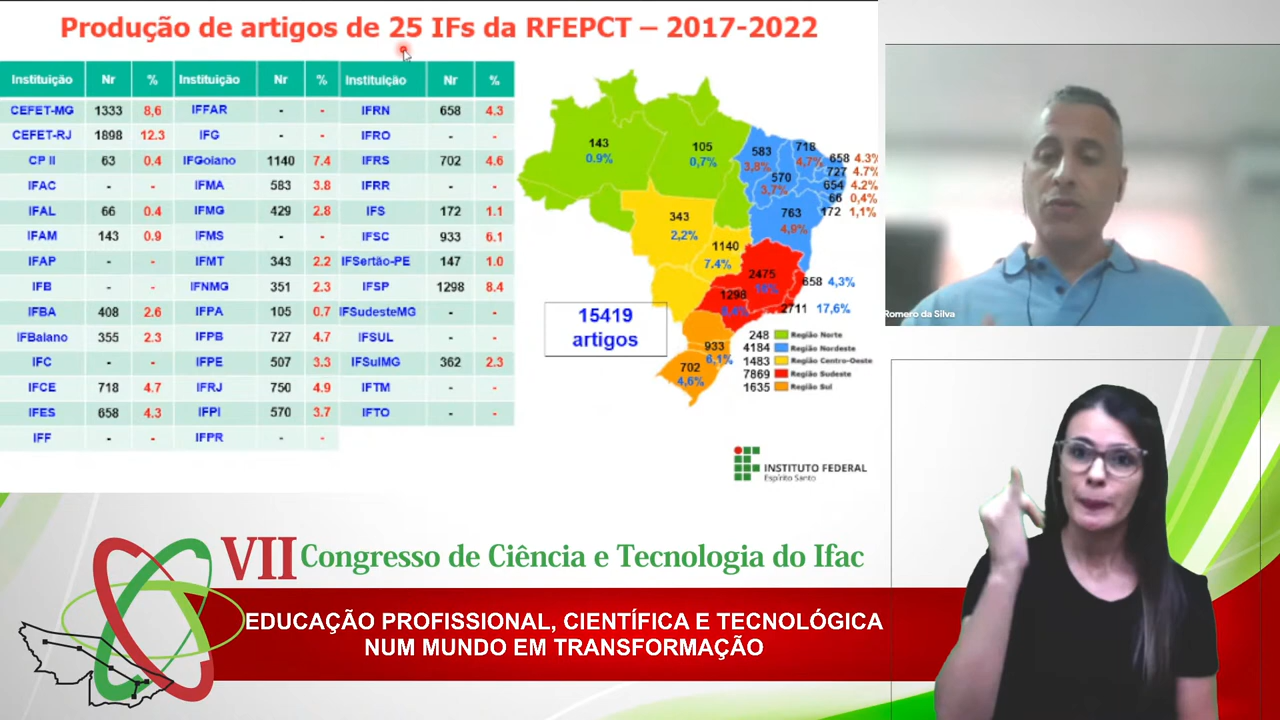 Produção de artigos de 25 IFs da RFEPCT – 2017-2022
Instituição Nr % Instituição Nr % Instituição Nr %
CEFET-MG 1333 8,6 IFFAR - - IFRN 658 4.3
CEFET-RJ 1898 12.3 IFG - - IFRO - -
CP II 63 0.4 IFGoiano 1140 7.4 IFRS 702 4.6
IFAC - - IFMA 583 3.8 IFRR - -
IFAL 66 0.4 IFMG 429 2.8 IFS 172 1.1
IFAM 143 0.9 IFMS - - IFSC 933 6.1
IFAP - - IFMT 343 2.2 IFSertão-PE 147 1.0
IFB - - IFNMG 351 2.3 IFSP 1298 8.4
IFBA 408 2.6 IFPA 105 0.7 IFSudesteMG - -
IFBaiano 355 2.3 IFPB 727 4.7 IFSUL - -
IFC - - IFPE 507 3.3 IFSulMG 362 2.3
IFCE 718 4.7 IFRJ 750 4.9 IFTM - -
IFES 658 4.3 IFPI 570 3.7 IFTO - -
IFF - - IFPR - -
143
0.9%
105
0,7%
583
3,8%
718
4,7%
658 4.3%
727 4.7%
654 4.2%
66 0,4%
172 1,1%
570
3,7%
763
4,9%
343
2,2%
1140
7.4%
2475
1298
658 4,3%
2711 17,6%
933
6,1%
702
4,6%
15419
artigos
248 Região Norte
4184 Região Nordeste
1483 Região Centro-Oeste
7869 Região Sudeste
1635 Região Sul
INSTITUTO FEDERAL
Espírito Santo
Romero da Silva
VII Congresso de Ciência e Tecnologia do Ifac
EDUCAÇÃO PROFISSIONAL, CIENTÍFICA E TECNOLÓGICA
NUM MUNDO EM TRANSFORMAÇÃO